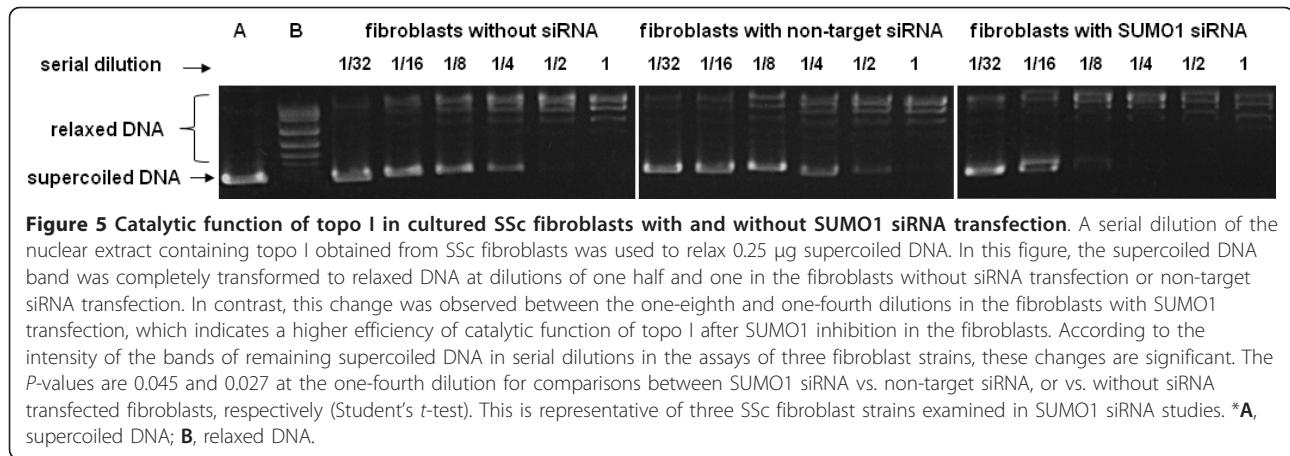 A B fibroblasts without siRNA fibroblasts with non-target siRNA fibroblasts with SUMO1 siRNA
serial dilution → 1/32 1/16 1/8 1/4 1/2 1 1/32 1/16 1/8 1/4 1/2 1 1/32 1/16 1/8 1/4 1/2 1
relaxed DNA
supercoiled DNA →
Figure 5 Catalytic function of topo I in cultured SSc fibroblasts with and without SUMO1 siRNA transfection. A serial dilution of the
nuclear extract containing topo I obtained from SSc fibroblasts was used to relax 0.25 μg supercoiled DNA. In this figure, the supercoiled DNA
band was completely transformed to relaxed DNA at dilutions of one half and one in the fibroblasts without siRNA transfection or non-target
siRNA transfection. In contrast, this change was observed between the one-eighth and one-fourth dilutions in the fibroblasts with SUMO1
transfection, which indicates a higher efficiency of catalytic function of topo I after SUMO1 inhibition in the fibroblasts. According to the
intensity of the bands of remaining supercoiled DNA in serial dilutions in the assays of three fibroblast strains, these changes are significant. The
P-values are 0.045 and 0.027 at the one-fourth dilution for comparisons between SUMO1 siRNA vs. non-target siRNA, or vs. without siRNA
transfected fibroblasts, respectively (Student's t-test). This is representative of three SSc fibroblast strains examined in SUMO1 siRNA studies. *A,
supercoiled DNA; B, relaxed DNA.